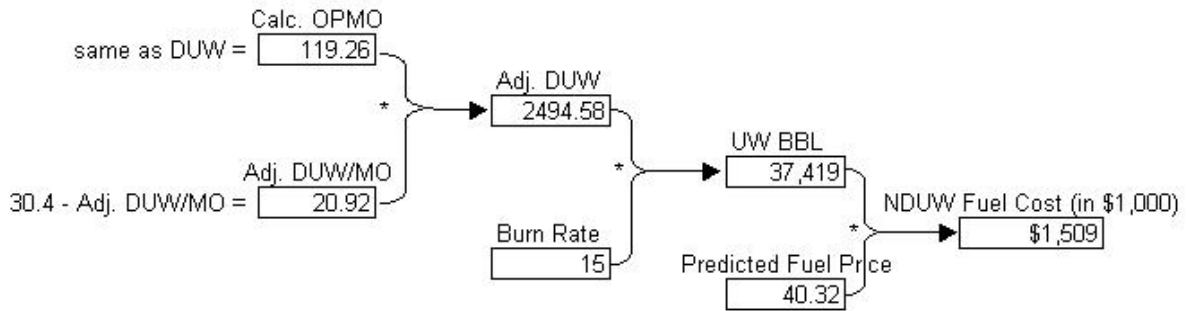 Calc. OPMO
same as DUW = 119.26
*
Adj. DUW
2494.58
Adj. DUW/MO
30.4 - Adj. DUW/MO = 20.92
*
UW BBL
37,419
Burn Rate
15
*
NDUW Fuel Cost (in $1,000)
$1,509
Predicted Fuel Price
40.32